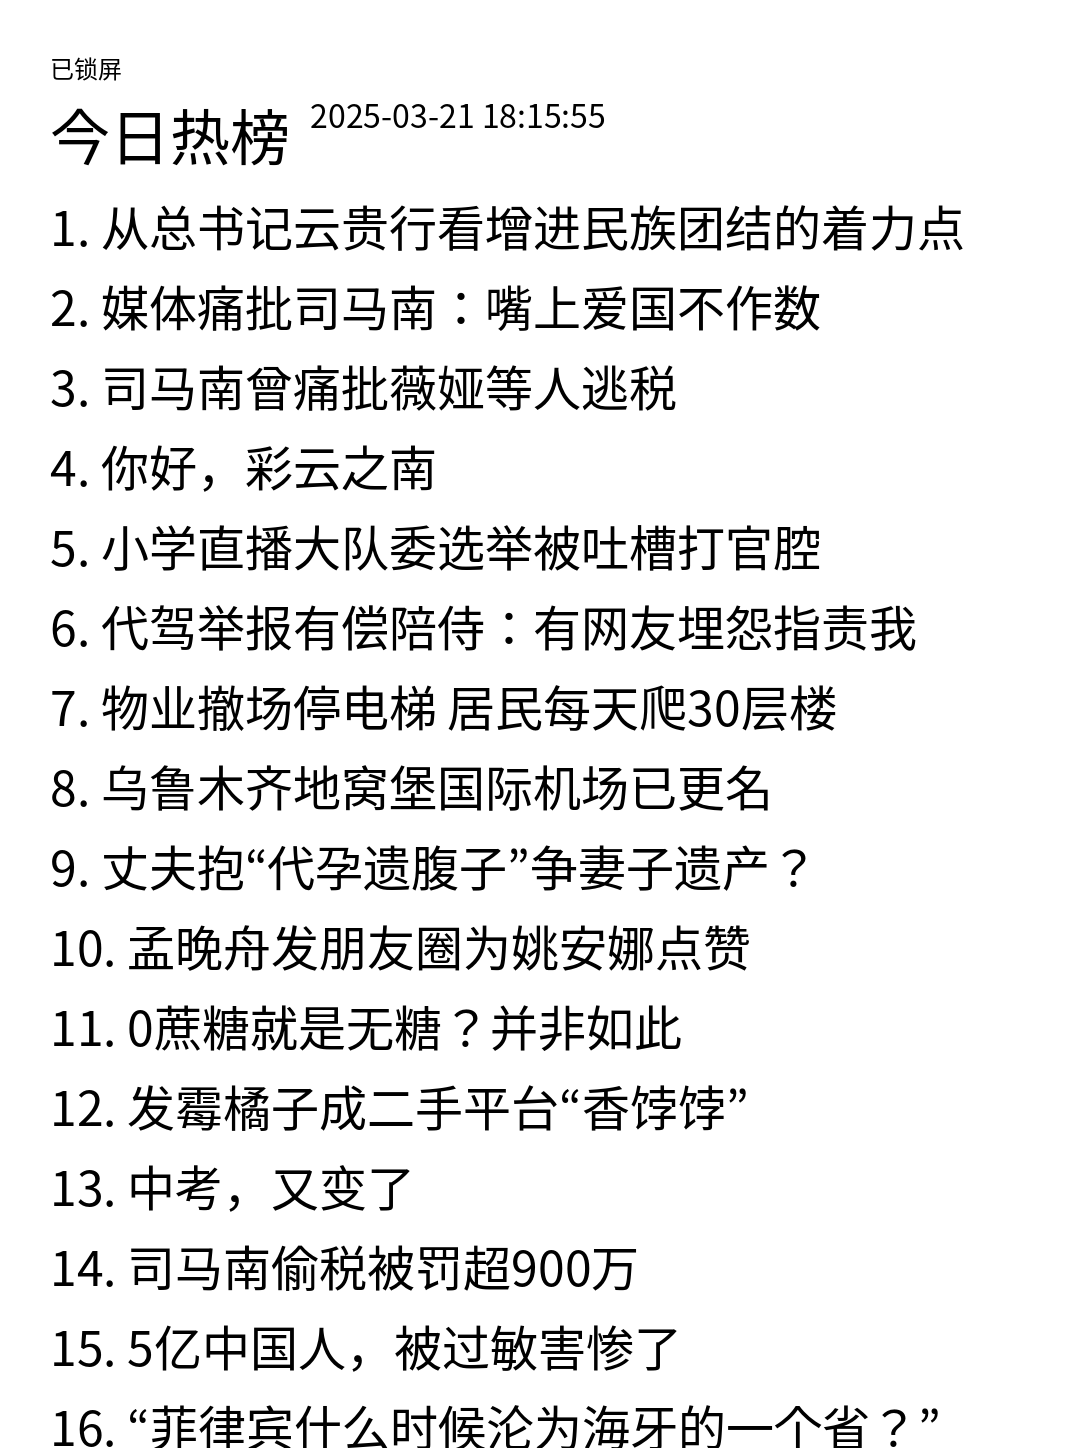 已锁屏
今日热榜 2025-03-21 18:15:55
1. 从总书记云贵行看增进民族团结的着力点
2. 媒体痛批司马南：嘴上爱国不作数
3. 司马南曾痛批薇娅等人逃税
4. 你好，彩云之南
5. 小学直播大队委选举被吐槽打官腔
6. 代驾举报有偿陪侍：有网友埋怨指责我
7. 物业撤场停电梯 居民每天爬30层楼
8. 乌鲁木齐地窝堡国际机场已更名
9. 丈夫抱“代孕遗腹子”争妻子遗产？
10. 孟晚舟发朋友圈为姚安娜点赞
11. 0蔗糖就是无糖？并非如此
12. 发霉橘子成二手平台“香饽饽”
13. 中考，又变了
14. 司马南偷税被罚超900万
15. 5亿中国人，被过敏害惨了
16. “菲律宾什么时候沦为海牙的一个省？”